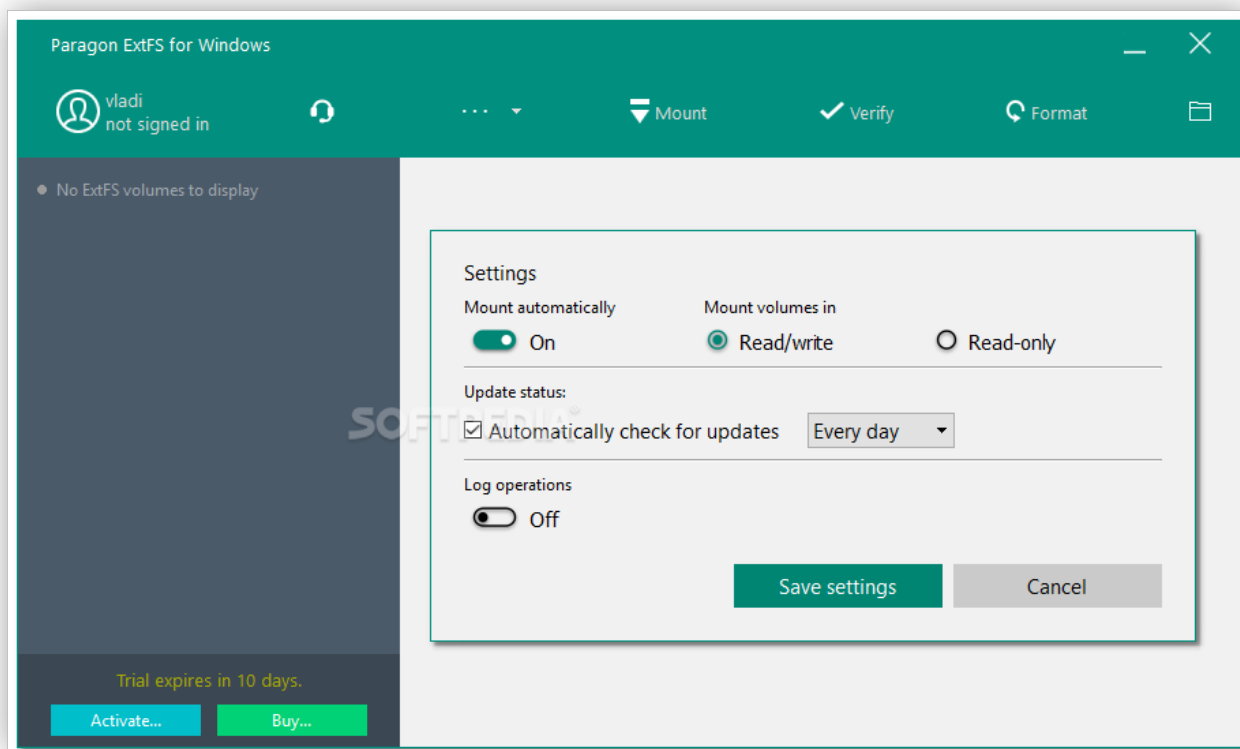 Paragon ExtFS for Windows
vladi
not signed in
... Mount Verify Format
No ExtFS volumes to display
Settings
Mount automatically Mount volumes in
On Read/write Read-only
Update status:
SOFTPEDIA®
Automatically check for updates Every day
Log operations
Off
Save settings Cancel
Trial expires in 10 days.
Activate... Buy...